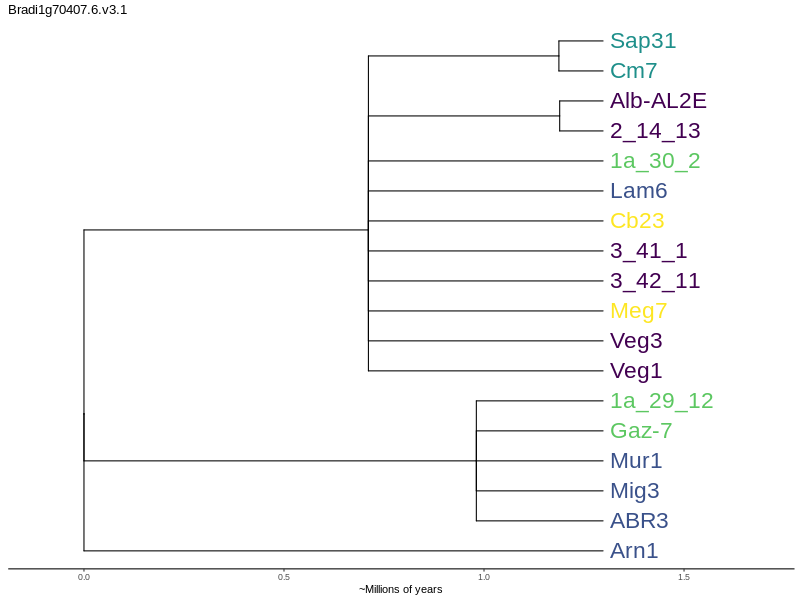 Bradi1g70407.6.v3.1
Sap31
Cm7
Alb-AL2E
2_14_13
1a_30_2
Lam6
Cb23
3_41_1
3_42_11
Meg7
Veg3
Veg1
1a_29_12
Gaz-7
Mur1
Mig3
ABR3
Arn1
0.0 0.5 1.0 1.5
~Millions of years